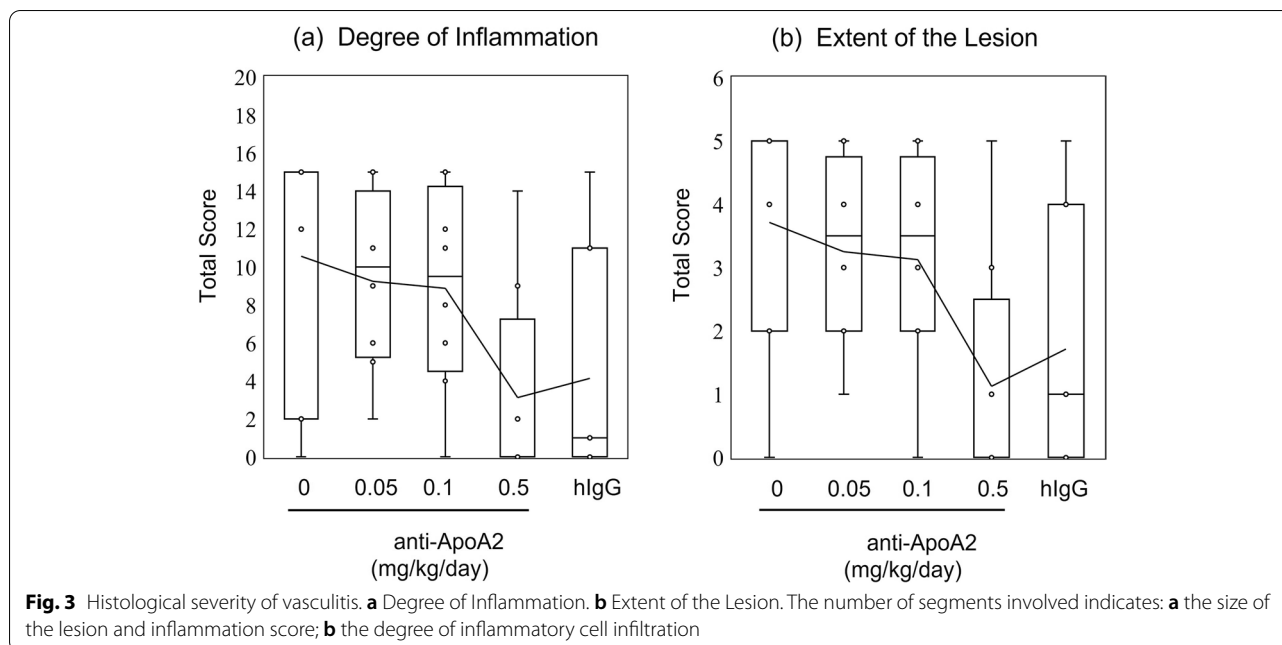 (a) Degree of Inflammation
20
18
16
14
12
10
8
6
4
2
0
Total Score
0 0.05 0.1 0.5 hIgG
anti-ApoA2
(mg/kg/day)
(b) Extent of the Lesion
6
5
4
3
2
1
0
Total Score
0 0.05 0.1 0.5 hIgG
anti-ApoA2
(mg/kg/day)
Fig. 3 Histological severity of vasculitis. a Degree of Inflammation. b Extent of the Lesion. The number of segments involved indicates: a the size of
the lesion and inflammation score; b the degree of inflammatory cell infiltration